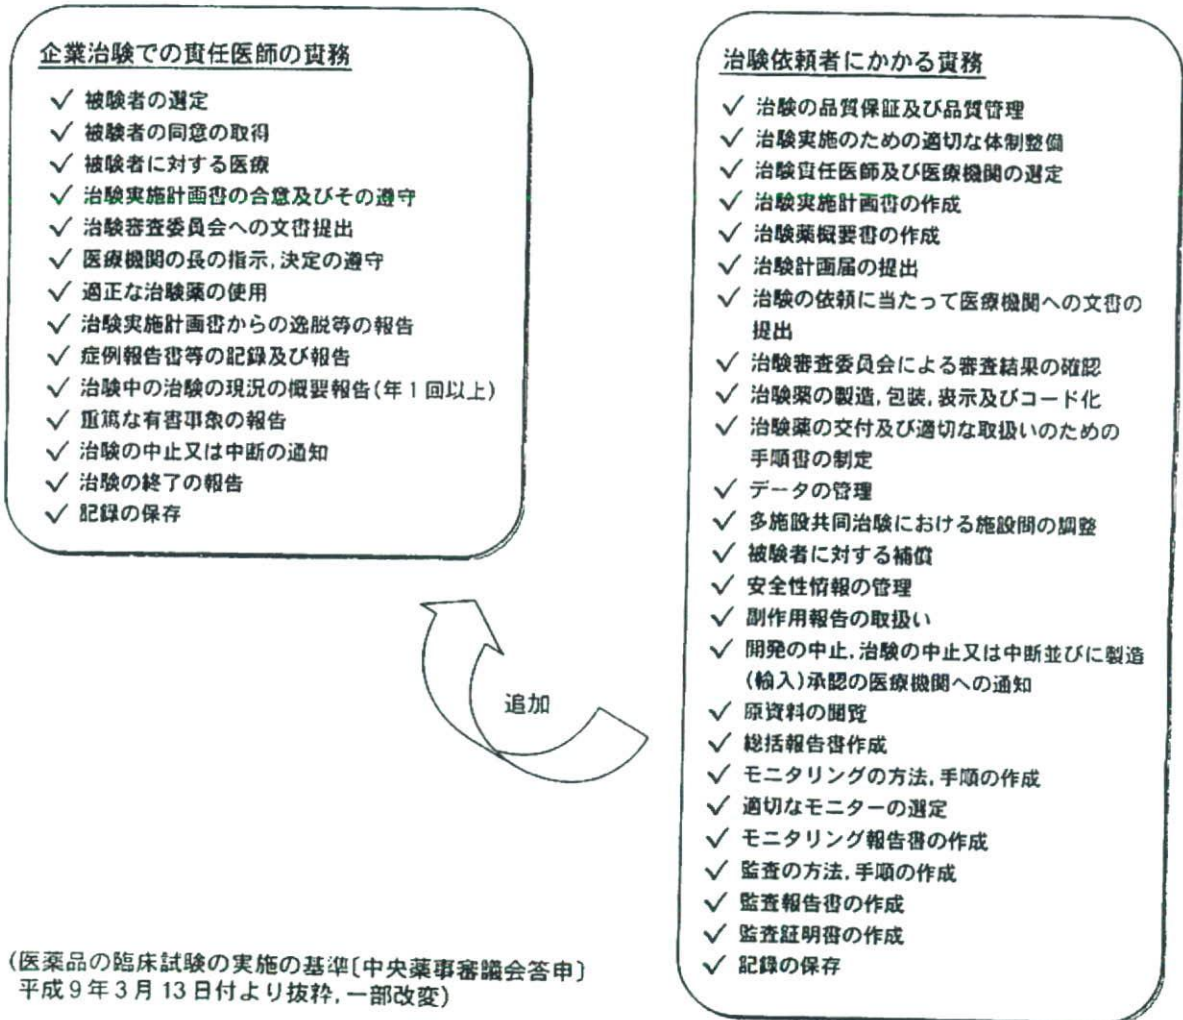 企業治験での責任医師の責務
✓ 被験者の選定
✓ 被験者の同意の取得
✓ 被験者に対する医療
✓ 治験実施計画書の合意及びその遵守
✓ 治験審査委員会への文書提出
✓ 医療機関の長の指示,決定の遵守
✓ 適正な治験薬の使用
✓ 治験実施計画書からの逸脱等の報告
✓ 症例報告書等の記録及び報告
✓ 治験中の治験の現況の概要報告(年1回以上)
✓ 重篤な有害事象の報告
✓ 治験の中止又は中断の通知
✓ 治験の終了の報告
✓ 記録の保存
追加
治験依頼者にかかる責務
✓ 治験の品質保証及び品質管理
✓ 治験実施のための適切な体制整備
✓ 治験責任医師及び医療機関の選定
✓ 治験実施計画書の作成
✓ 治験薬概要書の作成
✓ 治験計画届の提出
✓ 治験の依頼に当たって医療機関への文書の
提出
✓ 治験審査委員会による審査結果の確認
✓ 治験薬の製造,包装,表示及びコード化
✓ 治験薬の交付及び適切な取扱いのための
手順書の制定
✓ データの管理
✓ 多施設共同治験における施設間の調整
✓ 被験者に対する補償
✓ 安全性情報の管理
✓ 副作用報告の取扱い
✓ 開発の中止,治験の中止又は中断並びに製造
(輸入)承認の医療機関への通知
✓ 原資料の閲覧
✓ 総括報告書作成
✓ モニタリングの方法,手順の作成
✓ 適切なモニターの選定
✓ モニタリング報告書の作成
✓ 監査の方法,手順の作成
✓ 監査報告書の作成
✓ 監査証明書の作成
✓ 記録の保存
(医薬品の臨床試験の実施の基準〔中央薬事審議会答申〕
平成9年3月13日付より抜粋,一部改変)